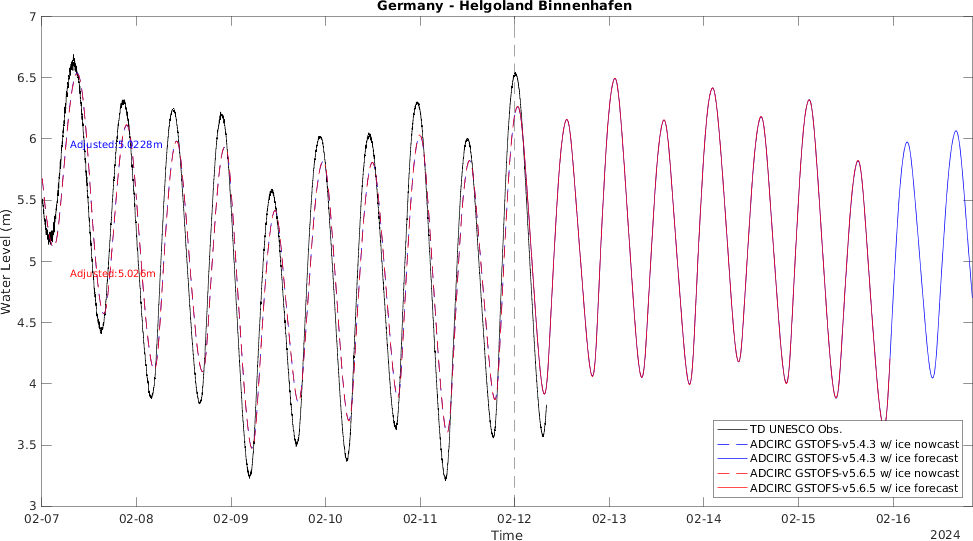 Germany - Helgoland Binnenhafen
Water Level (m)
7
6.5
6
5.5
5
4.5
4
3.5
3
Adjusted:5.0228m
Adjusted:5.026m
TD UNESCO Obs.
ADCIRC GSTOFS-v5.4.3 w/ ice nowcast
ADCIRC GSTOFS-v5.4.3 w/ ice forecast
ADCIRC GSTOFS-v5.6.5 w/ ice nowcast
ADCIRC GSTOFS-v5.6.5 w/ ice forecast
02-07 02-08 02-09 02-10 02-11 02-12 02-13 02-14 02-15 02-16
Time
2024